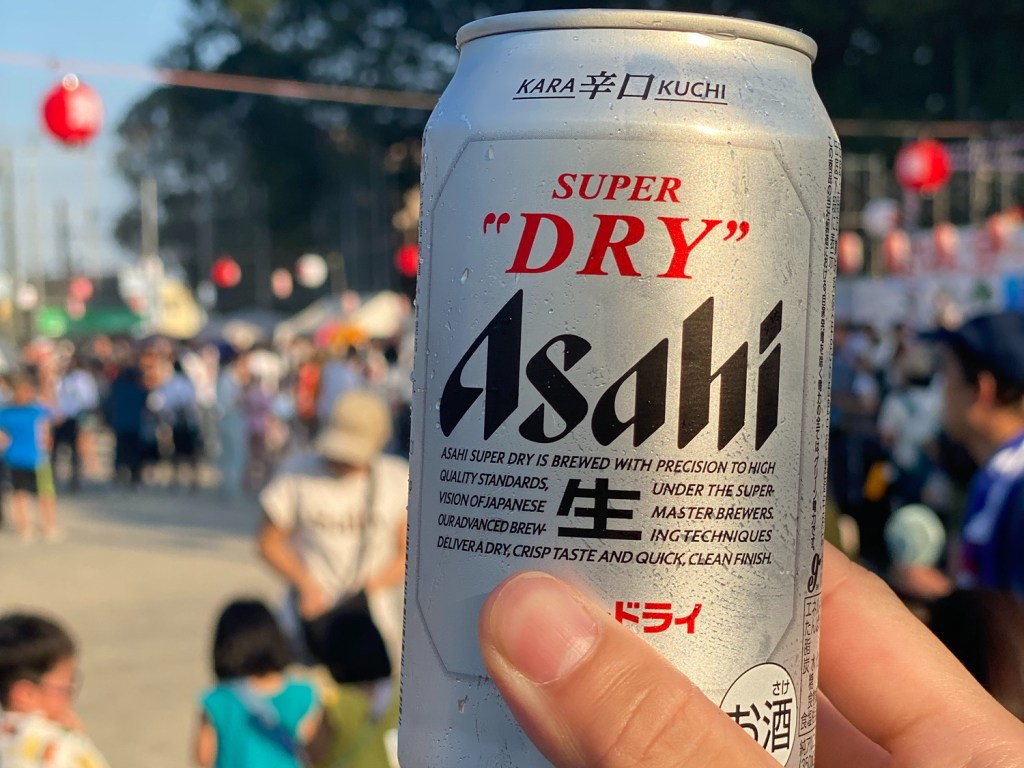 KARA 辛口 KUCHI
SUPER
“DRY”
Asahi
ASAHI SUPER DRY IS BREWED WITH PRECISION TO HIGH
QUALITY STANDARDS, UNDER THE SUPER-
VISION OF JAPANESE MASTER BREWERS.
生
OUR ADVANCED BREW- ING TECHNIQUES
DELIVER A DRY, CRISP TASTE AND QUICK, CLEAN FINISH.
ドライ
さけ
お酒